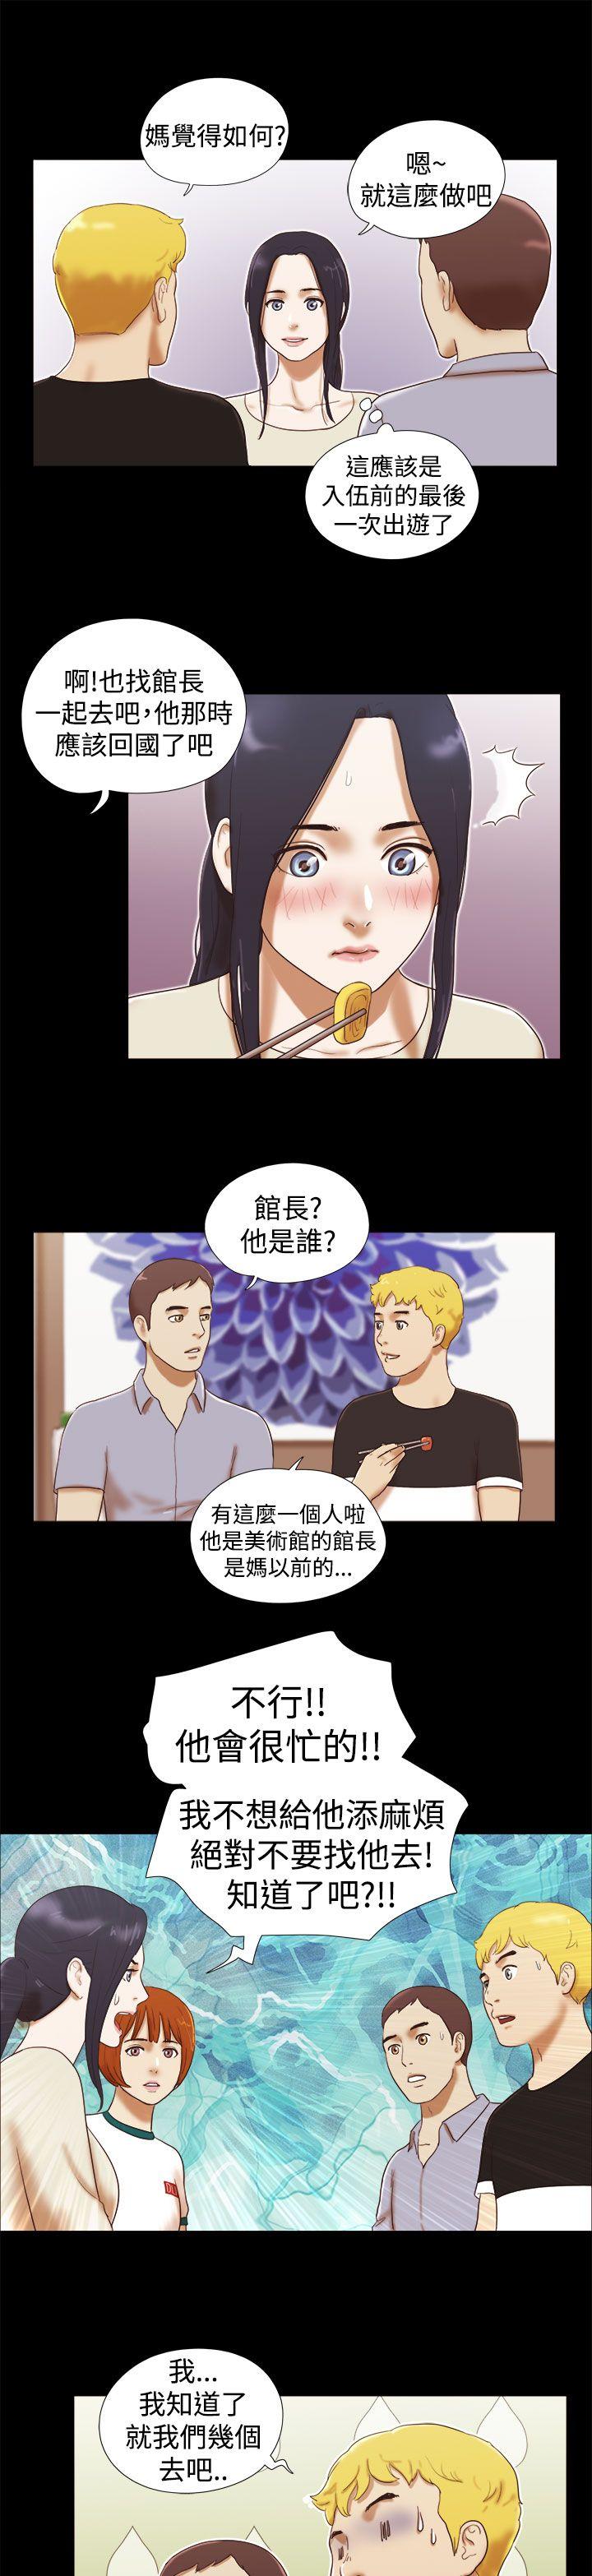 媽覺得如何?
嗯~
就這麼做吧
這應該是
入伍前的最後
一次出遊了
啊!也找館長
一起去吧,他那時
應該回國了吧
館長?
他是誰?
有這麼一個人啦
他是美術館的館長
是媽以前的...
不行!!
他會很忙的!!
我不想給他添麻煩
絕對不要找他去!
知道了吧?!!
我...
我知道了
就我們幾個
去吧..